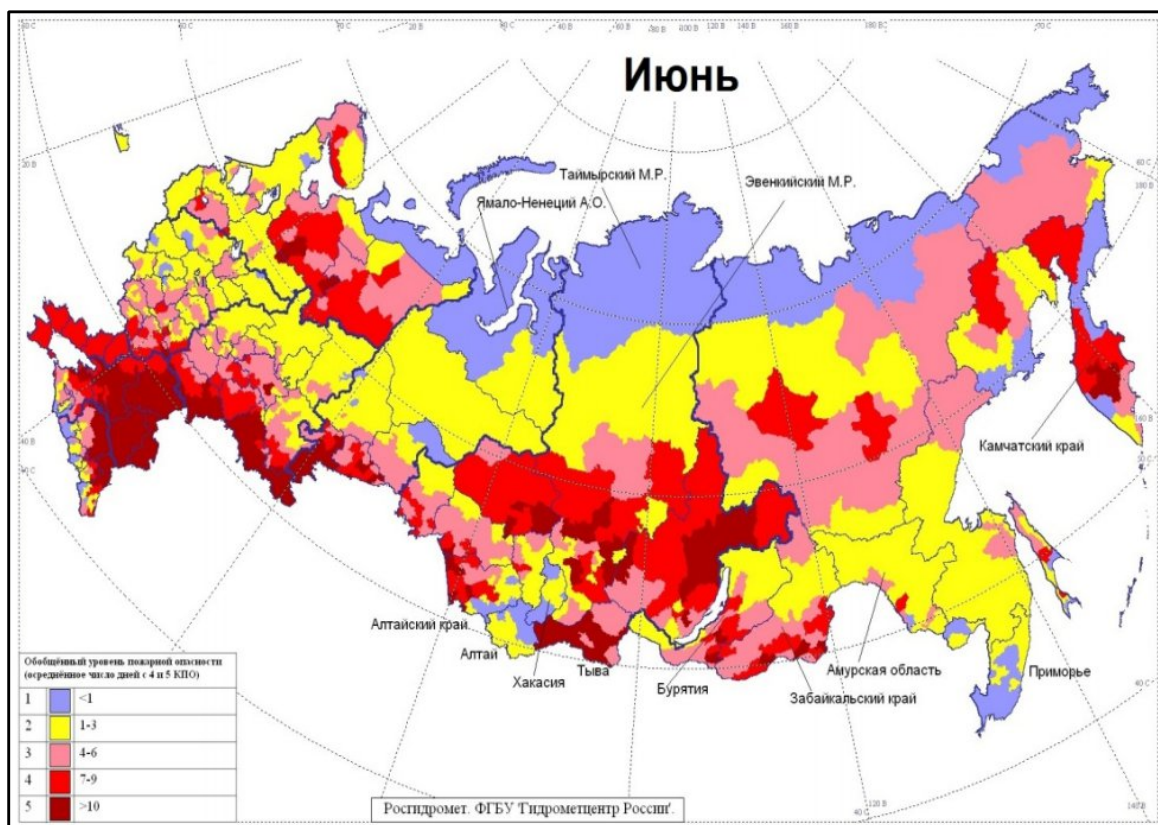 Июнь
Таймырский М.Р.
Эвенкийский М.Р.
Ямало-Ненеций А.О.
Камчатский край
Алтайский край
Алтай
Хакасия
Тыва
Бурятия
Забайкальский край
Амурская область
Приморье
Обобщённый уровень пожарной опасности
(осреднённое число дней с 4 и 5 КПО)
1 <1
2 1-3
3 4-6
4 7-9
5 >10
Росгидромет. ФГБУ 'Гидрометцентр России'.